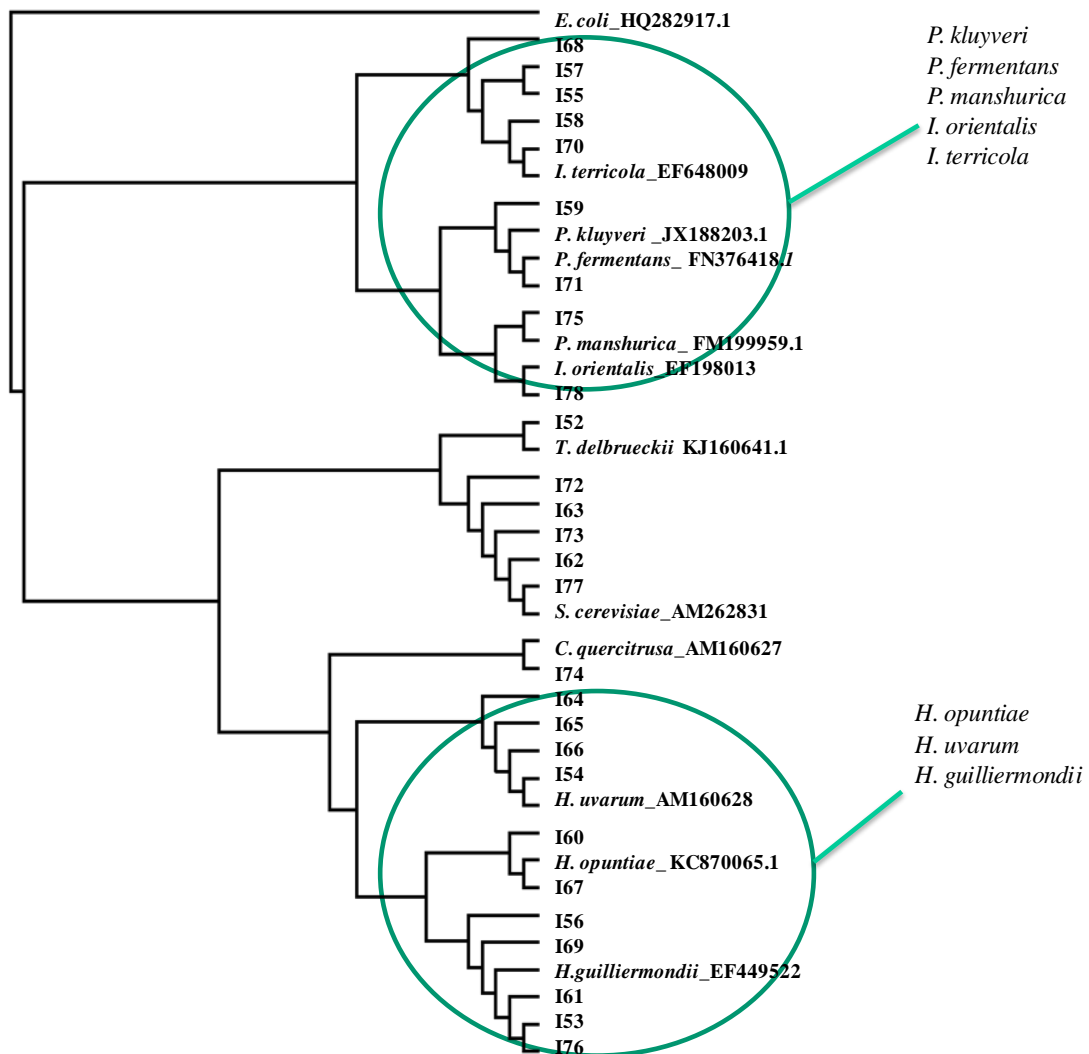 E. coli_HQ282917.1
I68
I57
I55
I58
I70
I. terricola_EF648009
I59
P. kluyveri _JX188203.1
P. fermentans_ FN376418.1
I71
I75
P. manshurica_ FM199959.1
I. orientalis_EF198013
I78
I52
T. delbrueckii KJ160641.1
I72
I63
I73
I62
I77
S. cerevisiae_AM262831
C. quercitrusa_AM160627
I74
I64
I65
I66
I54
H. uvarum_AM160628
I60
H. opuntiae_ KC870065.1
I67
I56
I69
H.guilliermondii_EF449522
I61
I53
I76
P. kluyveri
P. fermentans
P. manshurica
I. orientalis
I. terricola
H. opuntiae
H. uvarum
H. guilliermondii